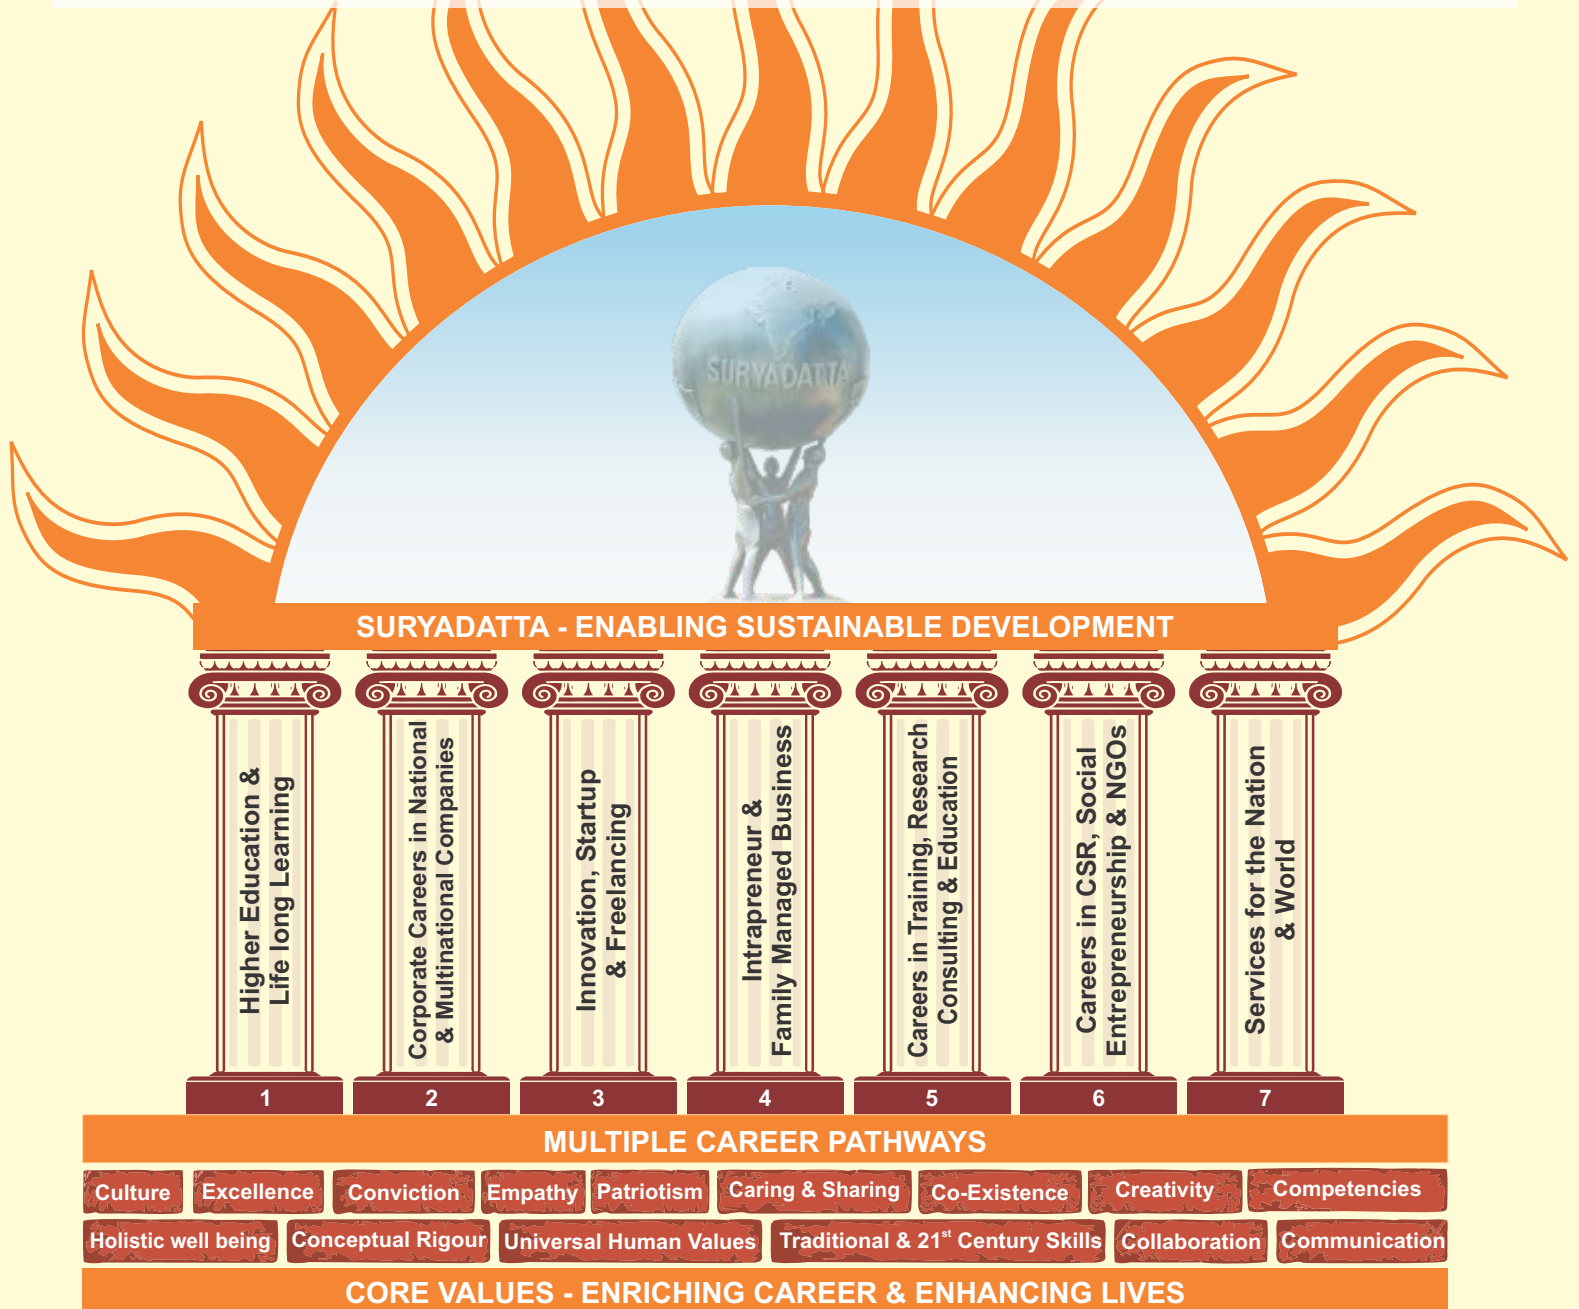 SURYADATTA
SURYADATTA - ENABLING SUSTAINABLE DEVELOPMENT
Higher Education &
Life long Learning
Corporate Careers in National
& Multinational Companies
Innovation, Startup
& Freelancing
Intrapreneur &
Family Managed Business
Careers in Training, Research
Consulting & Education
Careers in CSR, Social
Entrepreneurship & NGOs
Services for the Nation
& World
1 2 3 4 5 6 7
MULTIPLE CAREER PATHWAYS
Culture Excellence Conviction Empathy Patriotism Caring & Sharing Co-Existence Creativity Competencies
Holistic well being Conceptual Rigour Universal Human Values Traditional & 21st Century Skills Collaboration Communication
CORE VALUES - ENRICHING CAREER & ENHANCING LIVES